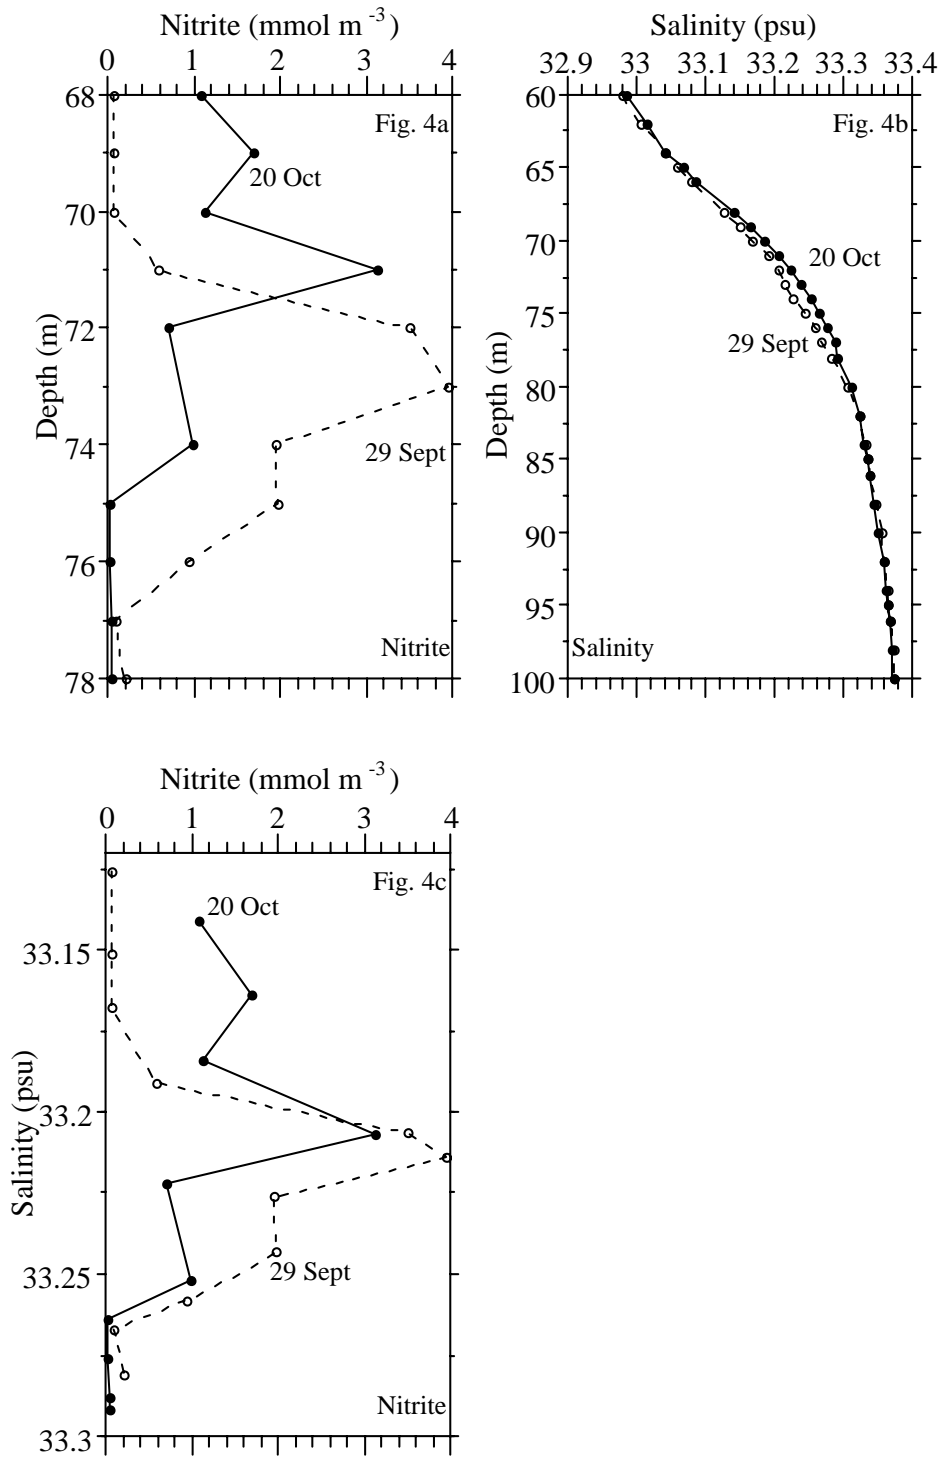 Nitrite (mmol m -3)
0 1 2 3 4
68
70
72
74
76
78
Depth (m)
Fig. 4a
20 Oct
29 Sept
Nitrite
Salinity (psu)
32.9 33 33.1 33.2 33.3 33.4
60
65
70
75
80
85
90
95
100
Depth (m)
Fig. 4b
20 Oct
29 Sept
Salinity
Nitrite (mmol m -3)
0 1 2 3 4
33.15
33.2
33.25
33.3
Salinity (psu)
Fig. 4c
20 Oct
29 Sept
Nitrite